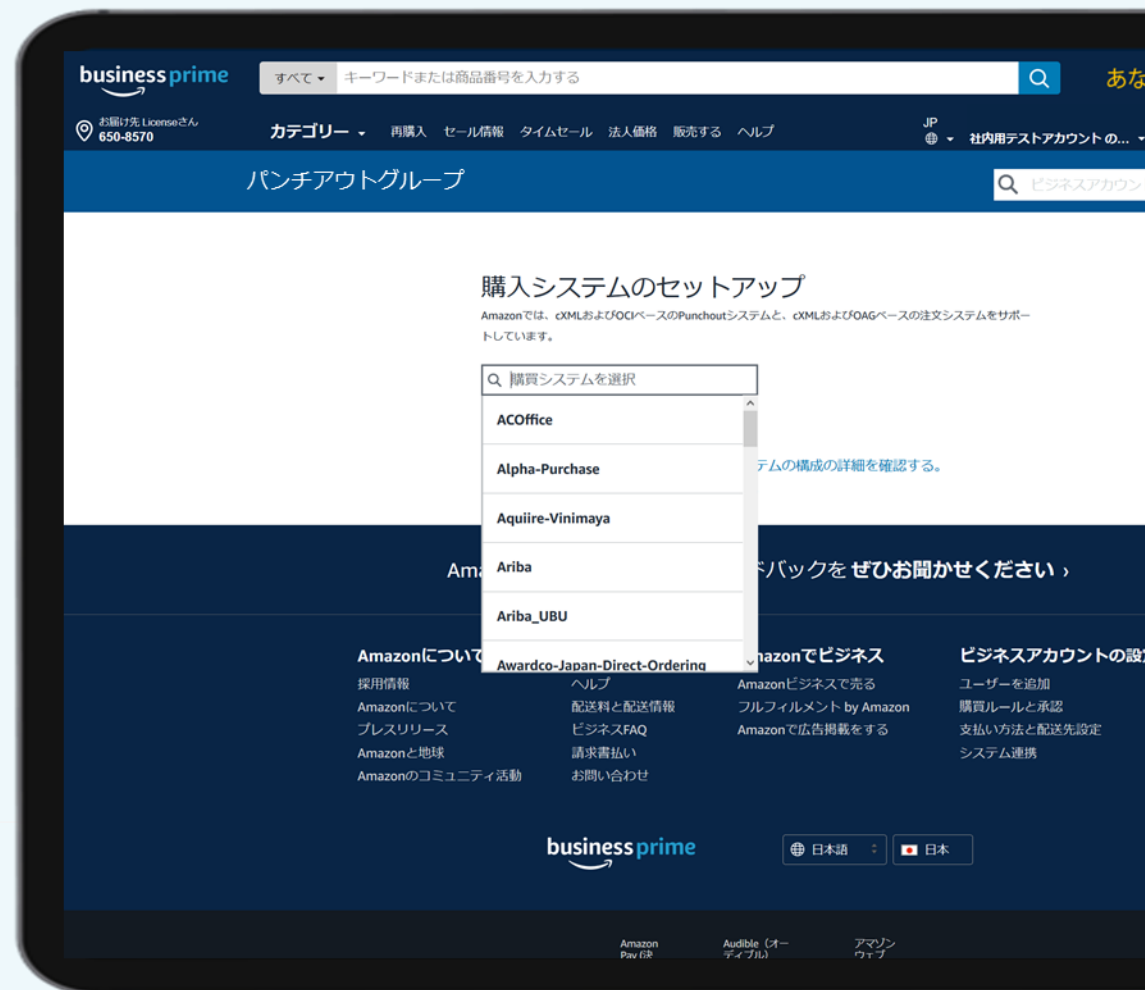 business prime
すべて
キーワードまたは商品番号を入力する
お届け先 Licenseさん
650-8570
カテゴリー 再購入 セール情報 タイムセール 法人価格 販売する ヘルプ
JP
社内用テストアカウント の...
パンチアウトグループ
購入システムのセットアップ
Amazonでは、cXMLおよびOCIベースのPunchoutシステムと、cXMLおよびOAGベースの注文システムをサポー
トしています。
購買システムを選択
ACOffice
Alpha-Purchase
テムの構成の詳細を確認する。
Aquiire-Vinimaya
Ariba
バックを ぜひお聞かせください ›
Ariba_UBU
Awardco-Japan-Direct-Ordering
Amazonについて
採用情報
Amazonについて
プレスリリース
Amazonと地球
Amazonのコミュニティ活動
ヘルプ
配送料と配送情報
ビジネスFAQ
請求書払い
お問い合わせ
azonでビジネス
Amazonビジネスで売る
フルフィルメント by Amazon
Amazonで広告掲載をする
ビジネスアカウントの設
ユーザーを追加
購買ルールと承認
支払い方法と配送先設定
システム連携
business prime
日本語
日本
Amazon
Audible（オー
ディブル）
アマゾン
ウェブ